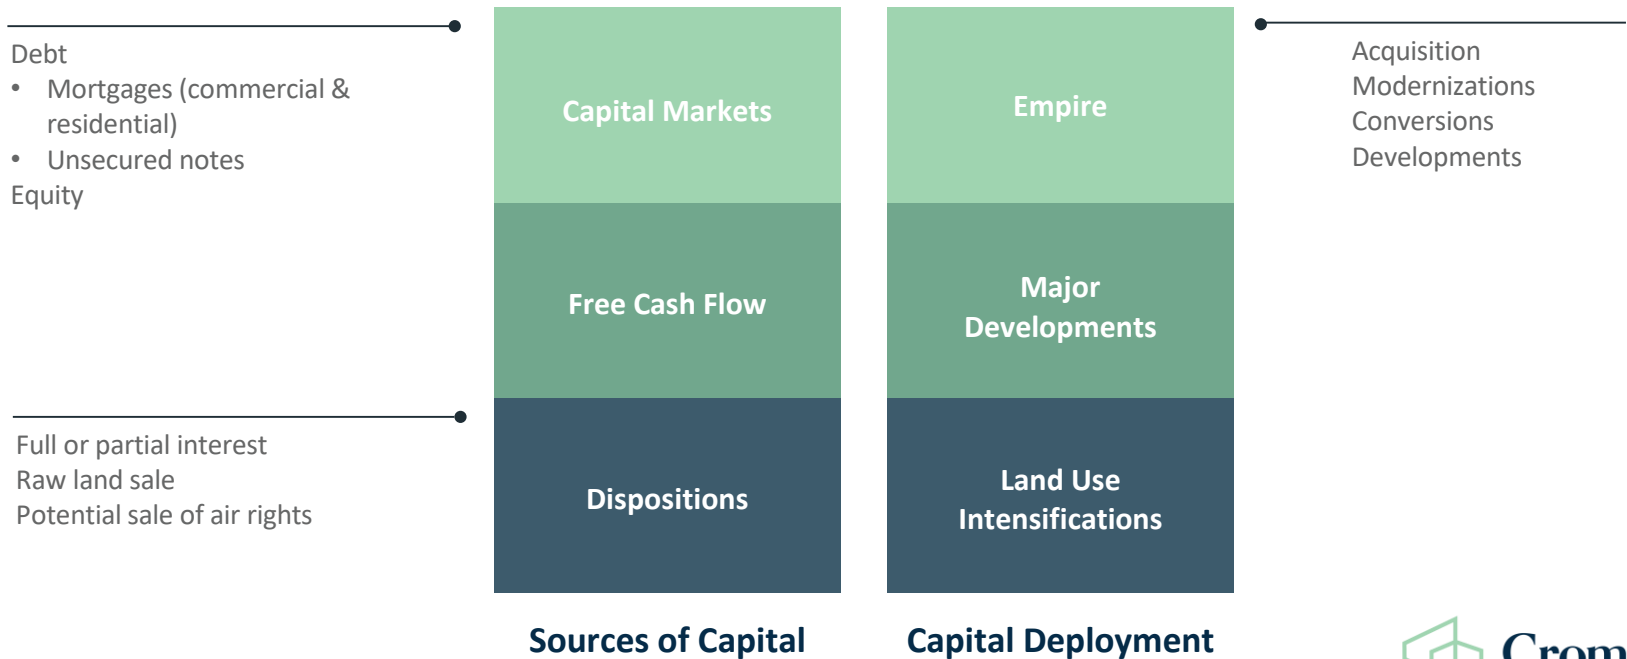 Debt
• Mortgages (commercial &
residential)
• Unsecured notes
Equity
Full or partial interest
Raw land sale
Potential sale of air rights
Capital Markets
Free Cash Flow
Dispositions
Sources of Capital
Empire
Major
Developments
Land Use
Intensifications
Capital Deployment
Acquisition
Modernizations
Conversions
Developments